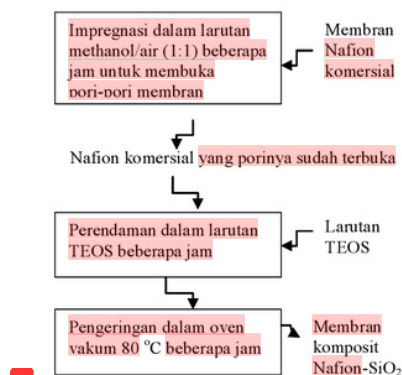 Impregnasi dalam larutan
methanol/air (1:1) beberapa
jam untuk membuka
pori-pori membran
Membran
Nafion
komersial
Nafion komersial yang porinya sudah terbuka
Perendaman dalam larutan
TEOS beberapa jam
Larutan
TEOS
Pengeringan dalam oven
vakum 80 °C beberapa jam
Membran
komposit
Nafion-SiO₂